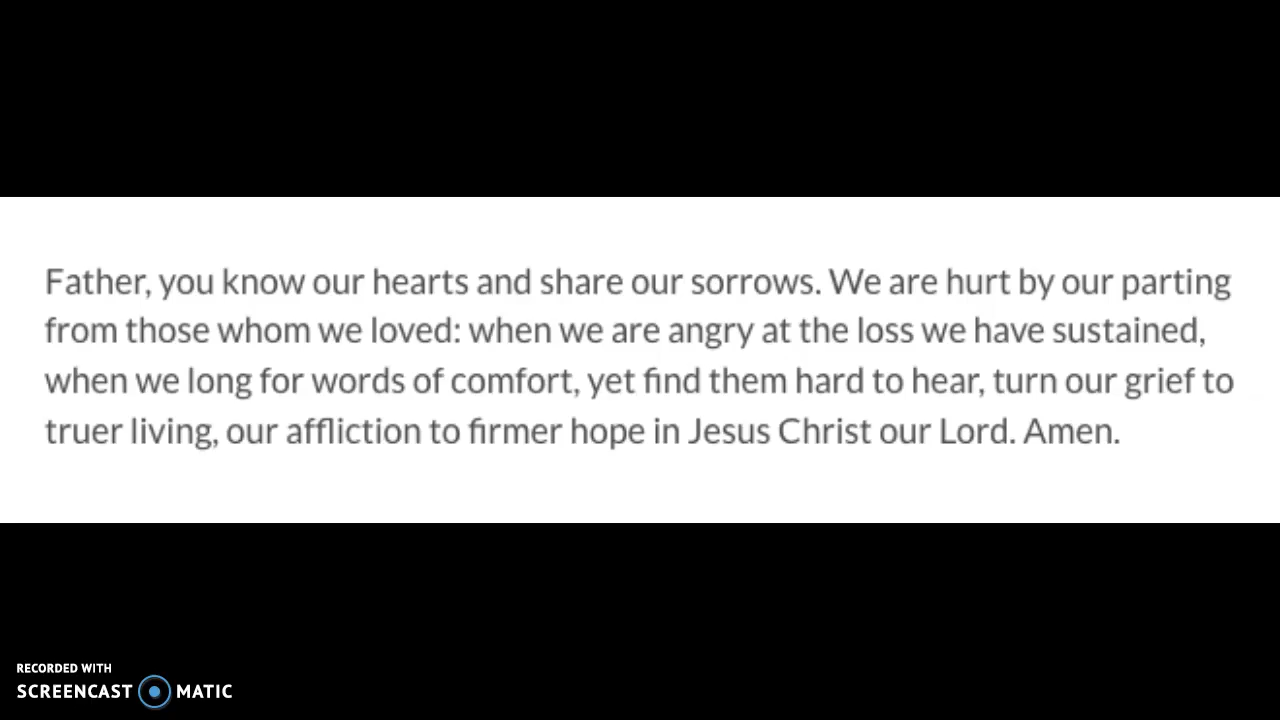 Father, you know our hearts and share our sorrows. We are hurt by our parting
from those whom we loved: when we are angry at the loss we have sustained,
when we long for words of comfort, yet find them hard to hear, turn our grief to
truer living, our affliction to firmer hope in Jesus Christ our Lord. Amen.
RECORDED WITH
SCREENCAST MATIC